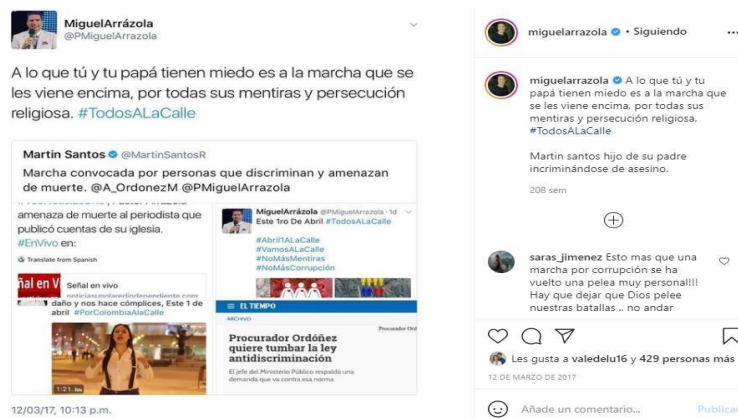 MiguelArrázola
@PMiguelArrazola
A lo que tú y tu papá tienen miedo es a la marcha que se
les viene encima, por todas sus mentiras y persecución
religiosa. #TodosALaCalle
Martin Santos @MartinSantosR
Marcha convocada por personas que discriminan y amenazan
de muerte. @A_OrdonezM @PMiguelArrazola
amenaza de muerte al periodista que
publicó cuentas de su iglesia.
#EnVivo en:
Translate from Spanish
ñal en V
Señal en vivo
noticiasunolaredindependiente.com
daño y nos hace cómplices, Este 1 de
abril #PorColombiaAlaCalle
1:21
MiguelArrázola @PMiguelArrazola · 1d
Este 1ro De Abril #TodosALaCalle
#Abril1ALaCalle
#VamosALaCalle
#NoMásMentiras
#NoMásCorrupción
EL TIEMPO
ARCHIVO
Procurador Ord
Procurador Ordóñez
quiere tumbar la ley
antidiscriminación
El jefe del Ministerio Público respaldó una
demanda que va contra esa norma.
12/03/17, 10:13 p.m.
miguelarrazola • Siguiendo
miguelarrazola A lo que tú y tu
papá tienen miedo es a la marcha que
se les viene encima, por todas sus
mentiras y persecución religiosa.
#TodosALaCalle
Martin santos hijo de su padre
incriminándose de asesino.
208 sem
saras_jimenez Esto mas que una
marcha por corrupción se ha
vuelto una pelea muy personal!!!
Hay que dejar que Dios pelee
nuestras batallas .. no andar
Les gusta a valedelu16 y 429 personas más
12 DE MARZO DE 2017
Añade un comentario...
Publicar